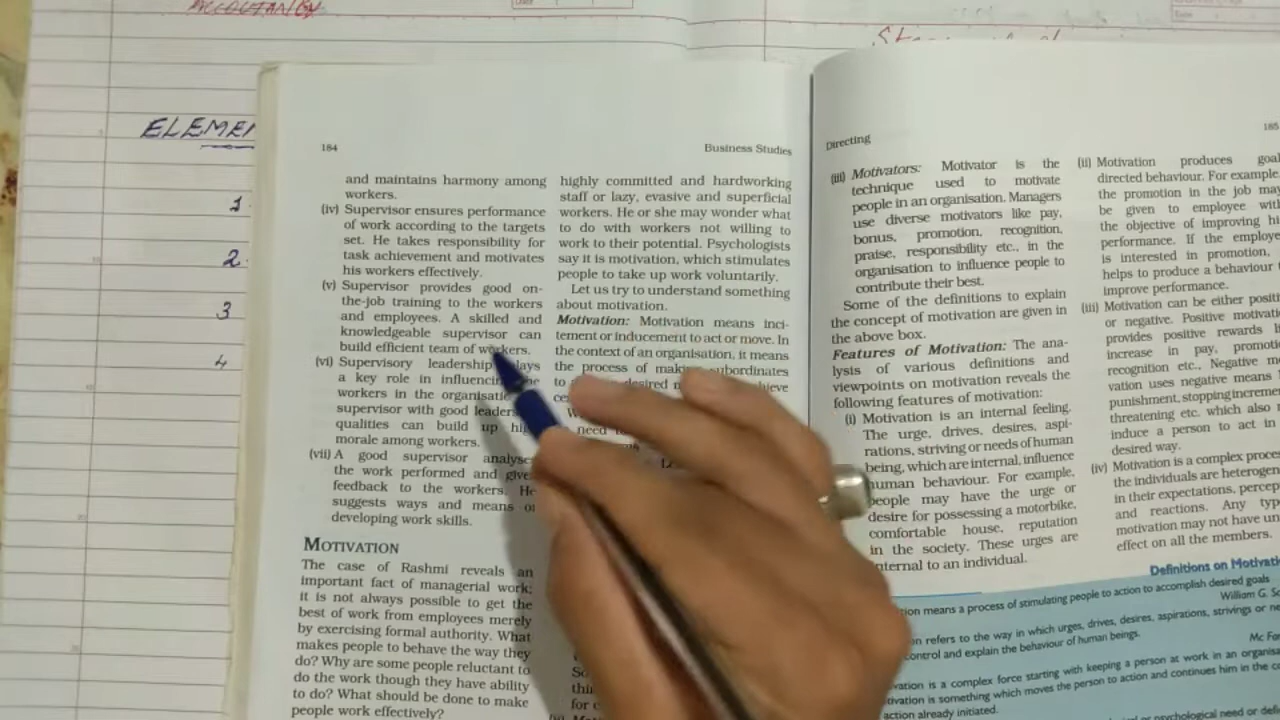 ACCOUNTANCY
ELEMEN
1.
2.
3
4
184
Business Studies
and maintains harmony among
workers.
(iv) Supervisor ensures performance
of work according to the targets
set. He takes responsibility for
task achievement and motivates
his workers effectively.
(v) Supervisor provides good on-
the-job training to the workers
and employees. A skilled and
knowledgeable supervisor can
build efficient team of workers.
(vi) Supervisory leadership plays
a key role in influencing
workers in the
supervisor with good
qualities can build up
morale among workers.
(vii) A good supervisor analyses
the work performed and
feedback to the workers. He
suggests ways and means
developing work skills.
MOTIVATION
The case of Rashmi reveals an
important fact of managerial work;
it is not always possible to get the
best of work from employees merely
by exercising formal authority. What
makes people to behave the way they
do? Why are some people reluctant to
do the work though they have ability
to do? What should be done to make
people work effectively?
highly committed and hardworking
staff or lazy, evasive and superficial
workers. He or she may wonder what
to do with workers not willing to
work to their potential. Psychologists
say it is motivation, which stimulates
people to take up work voluntarily.
Let us try to understand something
about motivation.
Motivation: Motivation means inci-
tement or inducement to act or move. In
the context of an organisation, it means
the process of making subordinates
to desired
need
Directing
185
(iii) Motivators: Motivator is the
technique used to motivate
people in an organisation. Managers
use diverse motivators like pay,
bonus, promotion, recognition,
praise, responsibility etc., in the
organisation to influence people to
contribute their best.
Some of the definitions to explain
the concept of motivation are given in
the above box.
Features of Motivation: The ana-
lysis of various definitions and
viewpoints on motivation reveals the
following features of motivation:
(i) Motivation is an internal feeling.
The urge, drives, desires, aspi-
rations, striving or needs of human
being, which are internal, influence
human behaviour. For example,
people may have the urge or
desire for possessing a motorbike,
comfortable house, reputation
in the society. These urges are
internal to an individual.
(ii) Motivation produces goal
directed behaviour. For example,
the promotion in the job may
be given to employee with
the objective of improving
performance. If the employe
is interested in promotion,
helps to produce a behaviour
improve performance.
(iii) Motivation can be either positi
or negative. Positive motivati
provides positive rewards
increase in pay, promoti
recognition etc., Negative
vation uses negative means
punishment, stopping increme
threatening etc. which also
induce a person to act in
desired way.
(iv) Motivation is a complex proce
the individuals are heterogen
in their expectations, percep
and reactions. Any typ
motivation may not have un
effect on all the members.
Definitions on Motivati
means a process of stimulating people to action to accomplish desired goals
William G. Sc
refers to the way in which urges, drives, desires, aspirations, strivings or ne
control and explain the behaviour of human beings.
Mc Far
is a complex force starting with keeping a person at work in an organisa
is something which moves the person to action and continues him in the co
action already initiated.